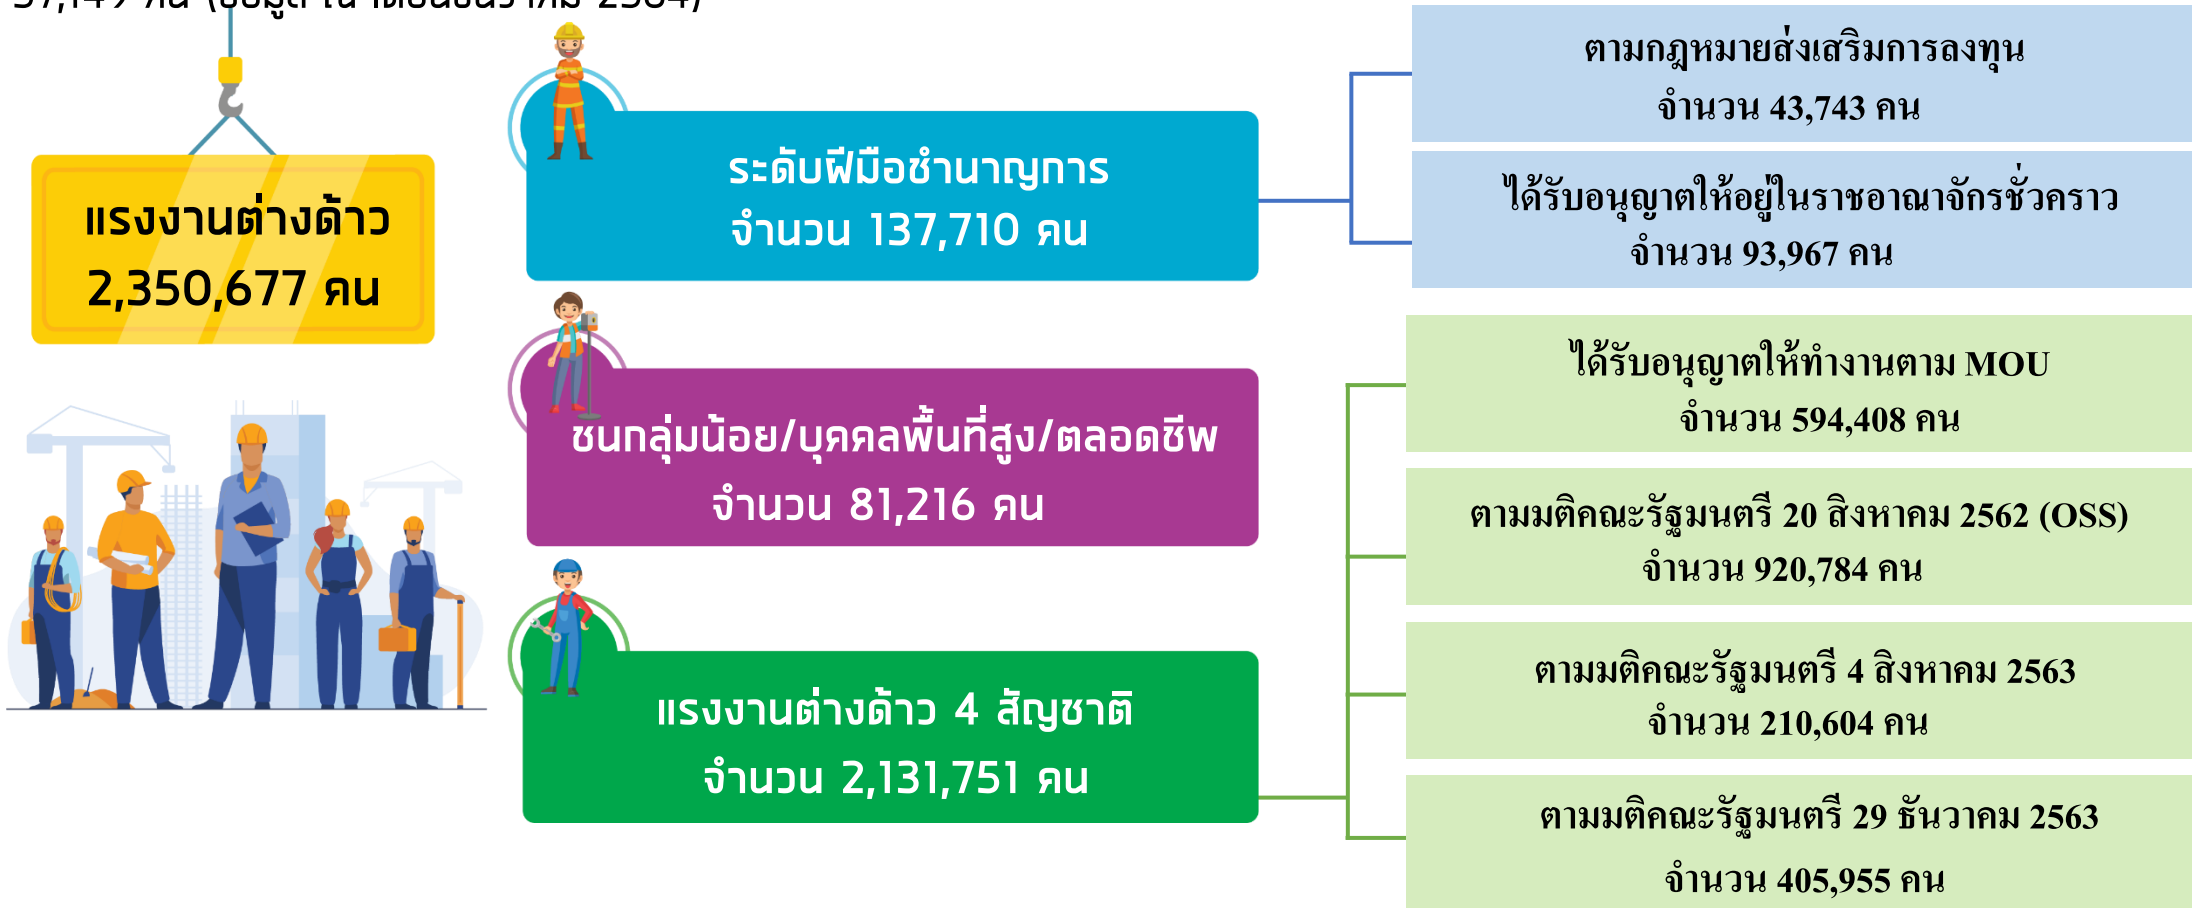 คน
2564)
แรงงานต่างด้าว
2,350,677 คน
ระดับฝีมือชำนาญการ
จำนวน 137,710 คน
ตามกฎหมายส่งเสริมการลงทุน
จำนวน 43,743 คน
ได้รับอนุญาตให้อยู่ในราชอาณาจักรชั่วคราว
จำนวน 93,967 คน
ชนกลุ่มน้อย/บุคคลพื้นที่สูง/ตลอดชีพ
จำนวน 81,216 คน
แรงงานต่างด้าว 4 สัญชาติ
จำนวน 2,131,751 คน
ได้รับอนุญาตให้ทำงานตาม MOU
จำนวน 594,408 คน
ตามมติคณะรัฐมนตรี 20 สิงหาคม 2562 (OSS)
จำนวน 920,784 คน
ตามมติคณะรัฐมนตรี 4 สิงหาคม 2563
จำนวน 210,604 คน
ตามมติคณะรัฐมนตรี 29 ธันวาคม 2563
จำนวน 405,955 คน